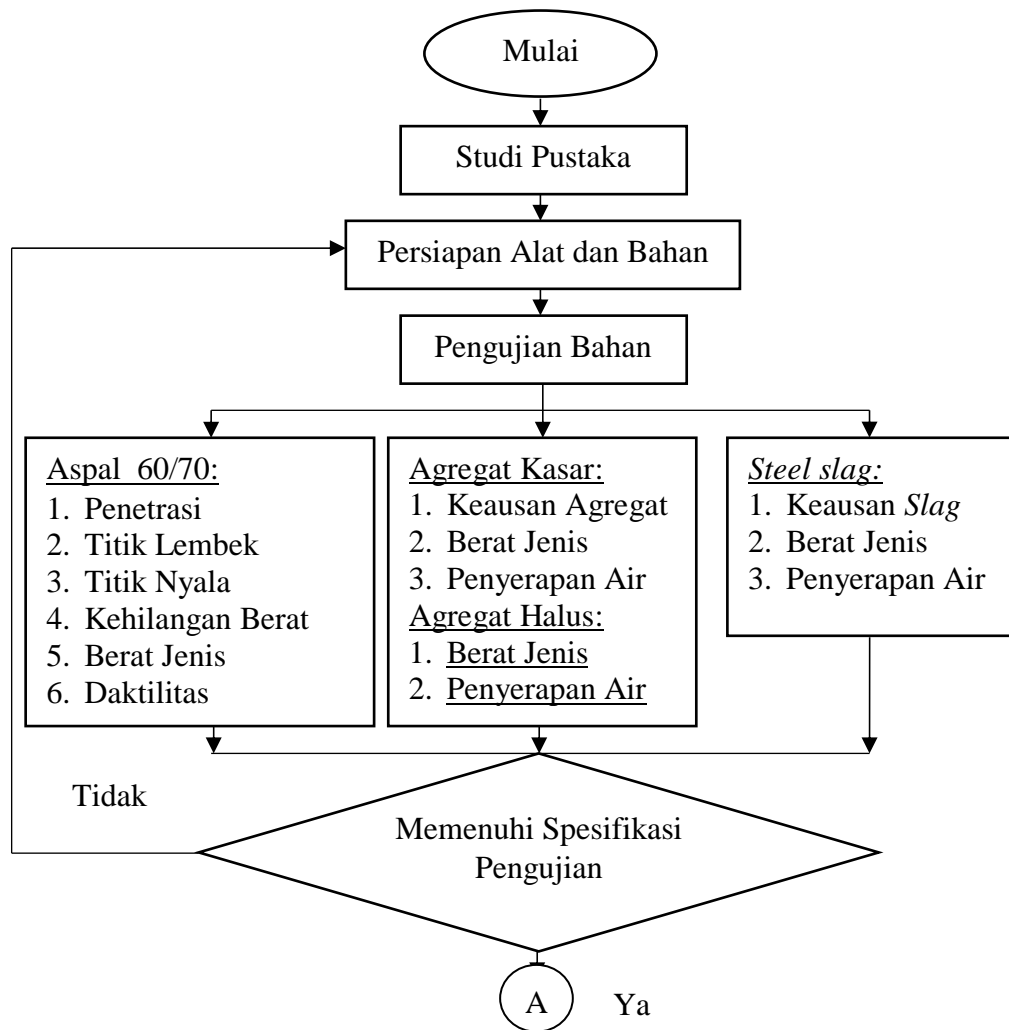 Mulai
Studi Pustaka
Persiapan Alat dan Bahan
Pengujian Bahan
Aspal 60/70:
1. Penetrasi
2. Titik Lembek
3. Titik Nyala
4. Kehilangan Berat
5. Berat Jenis
6. Daktilitas
Agregat Kasar:
1. Keausan Agregat
2. Berat Jenis
3. Penyerapan Air
Agregat Halus:
1. Berat Jenis
2. Penyerapan Air
Steel slag:
1. Keausan Slag
2. Berat Jenis
3. Penyerapan Air
Tidak
Memenuhi Spesifikasi
Pengujian
A
Ya